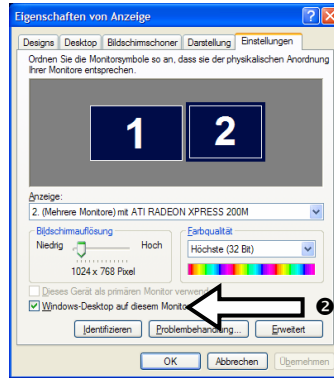 Eigenschaften von Anzeige
Designs Desktop Bildschirmschoner Darstellung Einstellungen
Ordnen Sie die Monitorsymbole so an, dass sie der physikalischen Anordnung
Ihrer Monitore entsprechen.
1 2
Anzeige:
2. (Mehrere Monitore) mit ATI RADEON XPRESS 200M
Bildschirmauflösung Farbqualität
Niedrig Hoch Höchste (32 Bit)
1024 x 768 Pixel
Dieses Gerät als primären Monitor verwenden
Windows-Desktop auf diesem Monitor ❷
Identifizieren Problembehandlung... Erweitert
OK Abbrechen Übernehmen